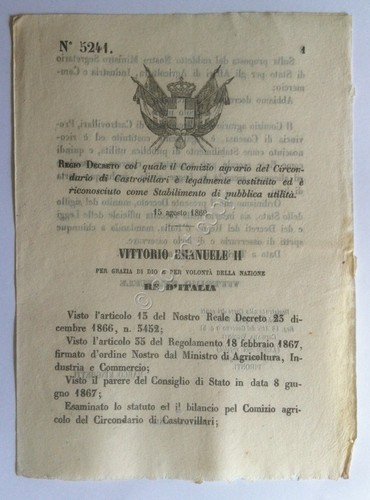 N° 5241.
1
REGIO DECRETO col quale il Comizio agrario del Circon-
dario di Castrovillari è legalmente costituito ed è
riconosciuto come Stabilimento di pubblica utilità.
15 agosto 1869
VITTORIO EMANUELE II
PER GRAZIA DI DIO E PER VOLONTÀ DELLA NAZIONE
RE D'ITALIA
Visto l'articolo 13 del Nostro Reale Decreto 23 di-
cembre 1866, n. 3452;
Visto l'articolo 35 del Regolamento 18 febbraio 1867,
firmato d'ordine Nostro dal Ministro di Agricoltura, In-
dustria e Commercio;
Visto il parere del Consiglio di Stato in data 8 giu-
gno 1867;
Esaminato lo statuto ed il bilancio pel Comizio agri-
colo del Circondario di Castrovillari;